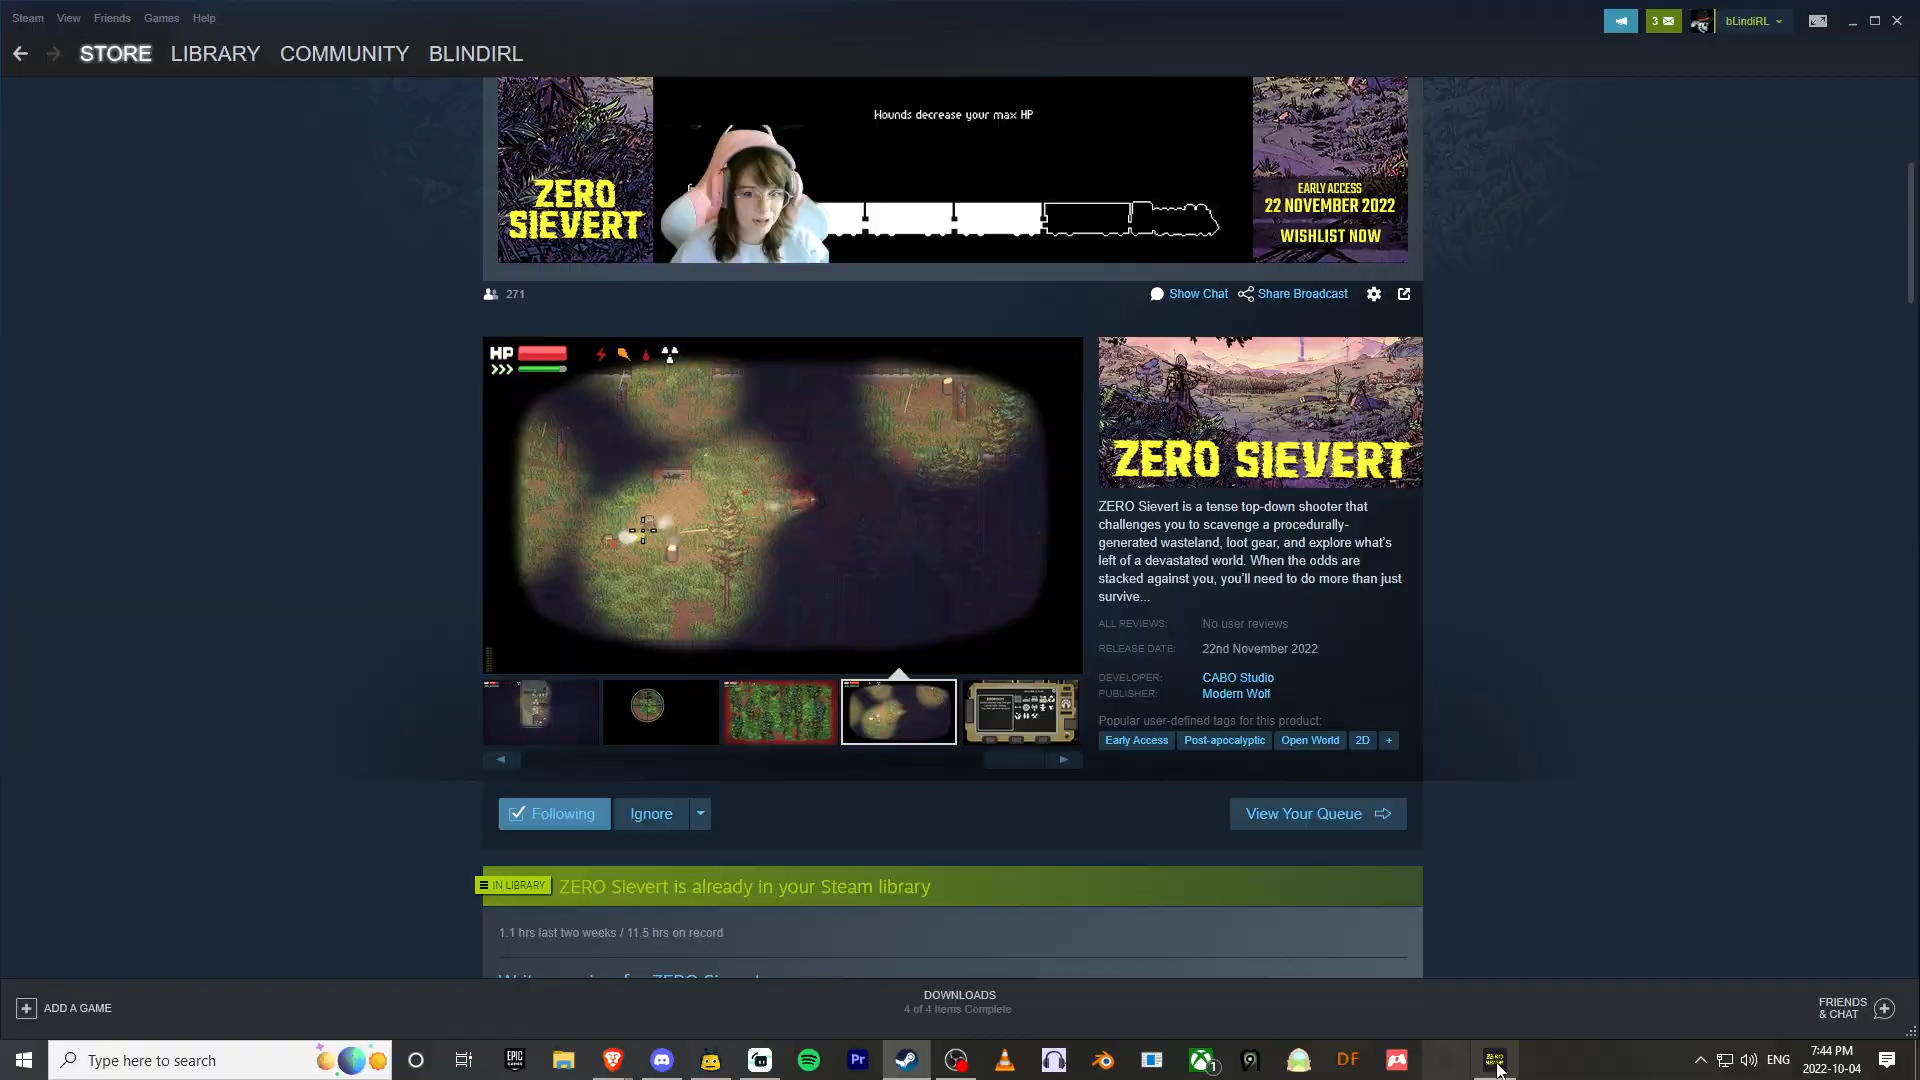 Steam View Friends Games Help
3
bLindiRL
STORE LIBRARY COMMUNITY BLINDIRL
Wounds decrease your max HP
ZERO
SIEVERT
EARLY ACCESS
22 NOVEMBER 2022
WISHLIST NOW
271
Show Chat Share Broadcast
HP
ZERO SIEVERT
ZERO Sievert is a tense top-down shooter that
challenges you to scavenge a procedurally-
generated wasteland, loot gear, and explore what's
left of a devastated world. When the odds are
stacked against you, you'll need to do more than just
survive...
ALL REVIEWS: No user reviews
RELEASE DATE: 22nd November 2022
DEVELOPER: CABO Studio
PUBLISHER: Modern Wolf
Popular user-defined tags for this product:
Early Access Post-apocalyptic Open World 2D +
Following Ignore View Your Queue
IN LIBRARY ZERO Sievert is already in your Steam library
1.1 hrs last two weeks / 11.5 hrs on record
ADD A GAME
DOWNLOADS
4 of 4 Items Complete
FRIENDS
& CHAT
Type here to search
EPIC
GAMES
Pr
1
DF
ZERO
ENG
7:44 PM
2022-10-04